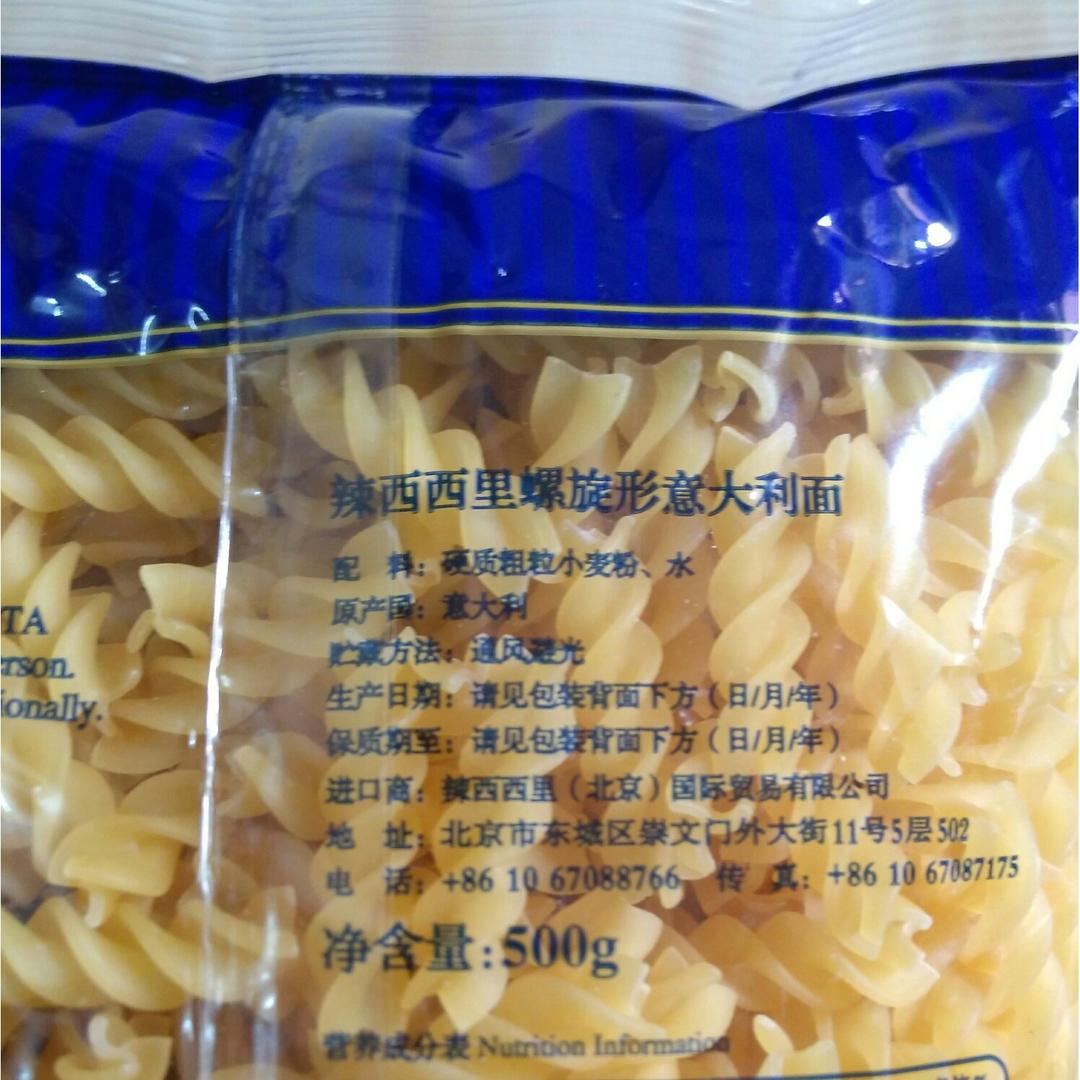 辣西西里螺旋形意大利面
配 料：硬质粗粒小麦粉、水
原产国：意大利
贮藏方法：通风避光
TA
erson.
生产日期：请见包装背面下方（日/月/年）
ionally.
保质期至：请见包装背面下方（日/月/年）
进口商：辣西西里（北京）国际贸易有限公司
地 址：北京市东城区崇文门外大街11号5层502
电 话：+86 10 67088766 传 真：+86 10 67087175
净含量：500g
营养成分表 Nutrition Information